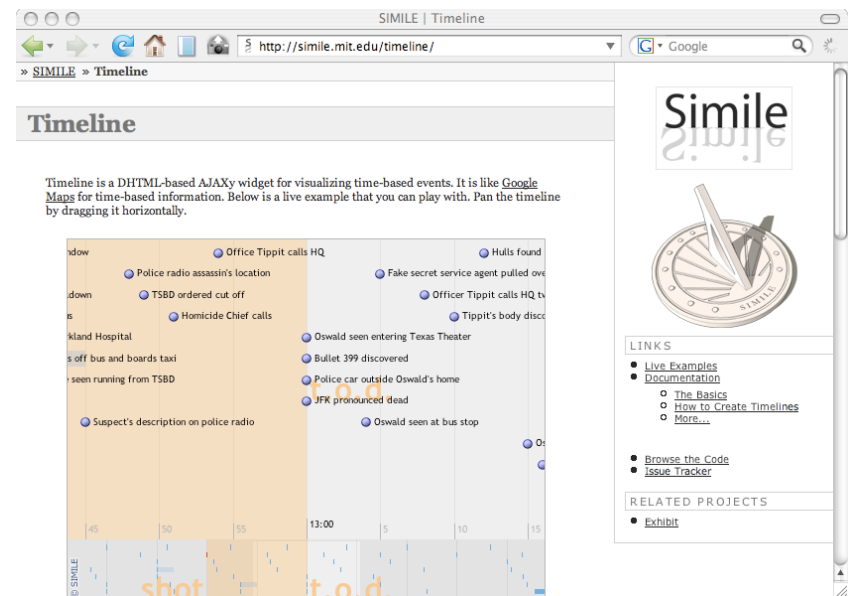 SIMILE | Timeline
http://simile.mit.edu/timeline/
G Google
» SIMILE » Timeline
Timeline
Timeline is a DHTML-based AJAXy widget for visualizing time-based events. It is like Google
Maps for time-based information. Below is a live example that you can play with. Pan the timeline
by dragging it horizontally.
ndow
Office Tippit calls HQ
Hulls found
Police radio assassin's location
Fake secret service agent pulled ove
down
TSBD ordered cut off
Officer Tippit calls HQ tw
Homicide Chief calls
Tippit's body disco
kland Hospital
Oswald seen entering Texas Theater
s off bus and boards taxi
Bullet 399 discovered
seen running from TSBD
Police car outside Oswald's home
t.o.d.
JFK pronounced dead
Suspect's description on police radio
Oswald seen at bus stop
Os
45 50 55 13:00 5 10 15
© SIMILE
shot t.o.d.
Simile
SIMILE
LINKS
Live Examples
Documentation
The Basics
How to Create Timelines
More...
Browse the Code
Issue Tracker
RELATED PROJECTS
Exhibit